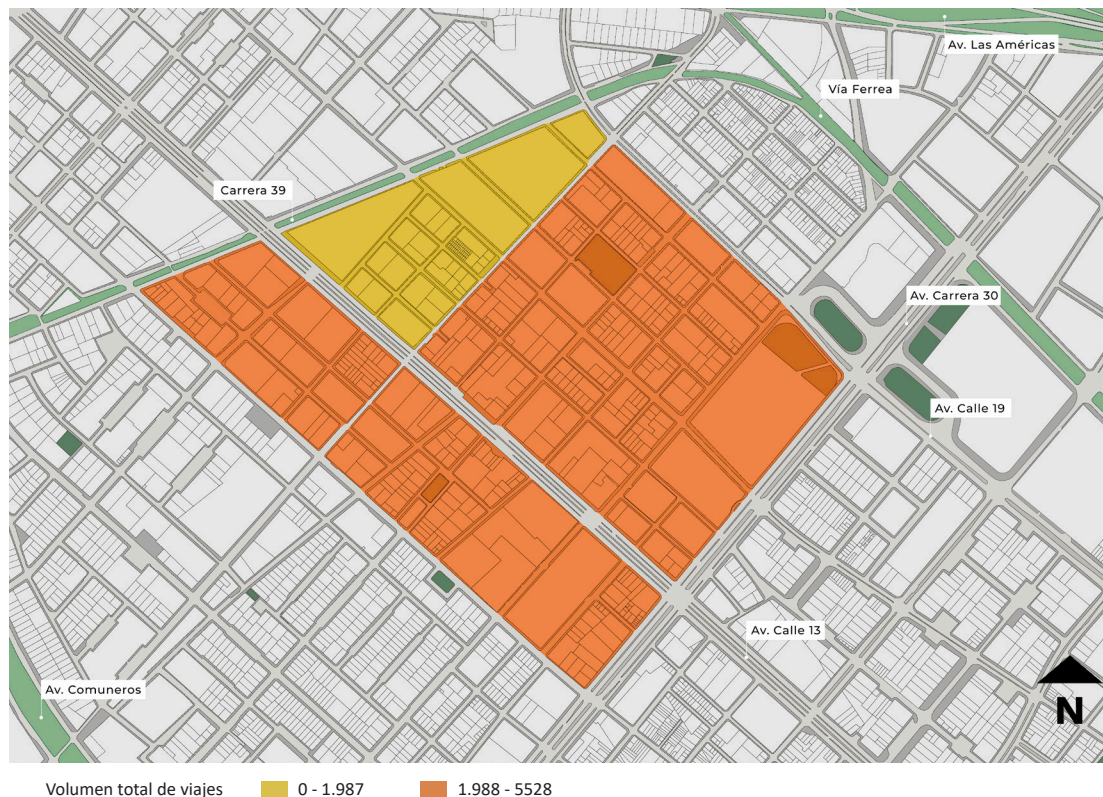 Av. Las Américas
Vía Ferrea
Carrera 39
Av. Carrera 30
Av. Calle 19
Av. Calle 13
Av. Comuneros
N
Volumen total de viajes 0 - 1.987 1.988 - 5528